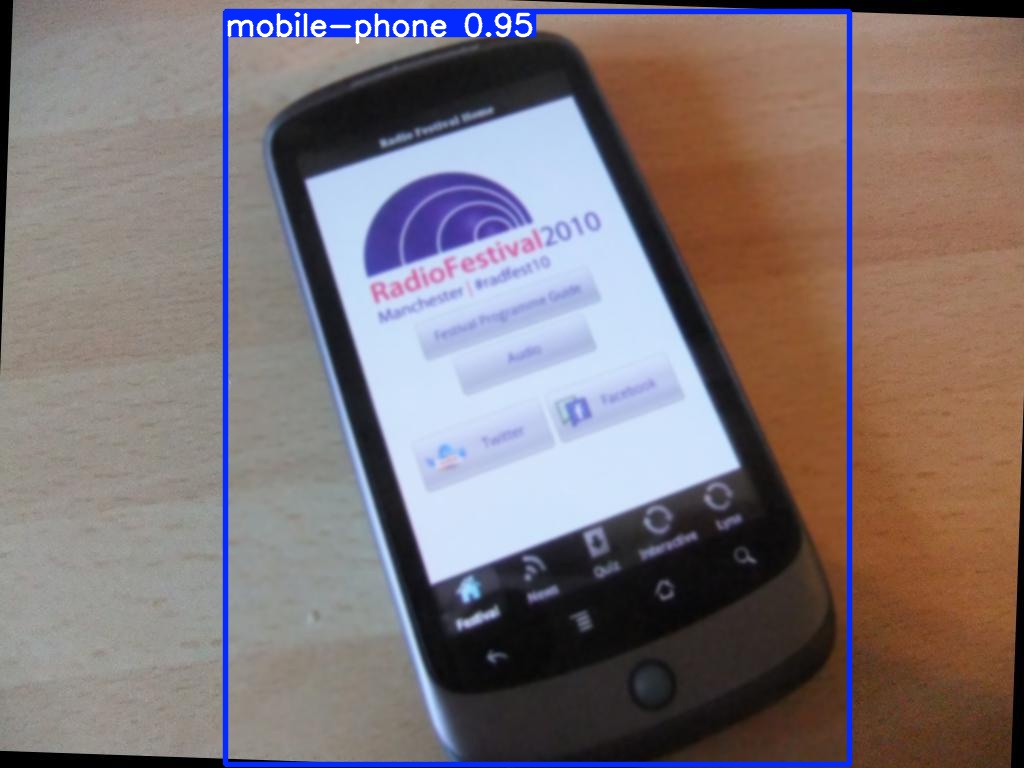 mobile-phone 0.95
Radio Festival Home
RadioFestival2010
Manchester | #radfest10
Festival Programme Guide
Audio
Twitter
Facebook
Festival
News
Quiz
Interactive
Lynx